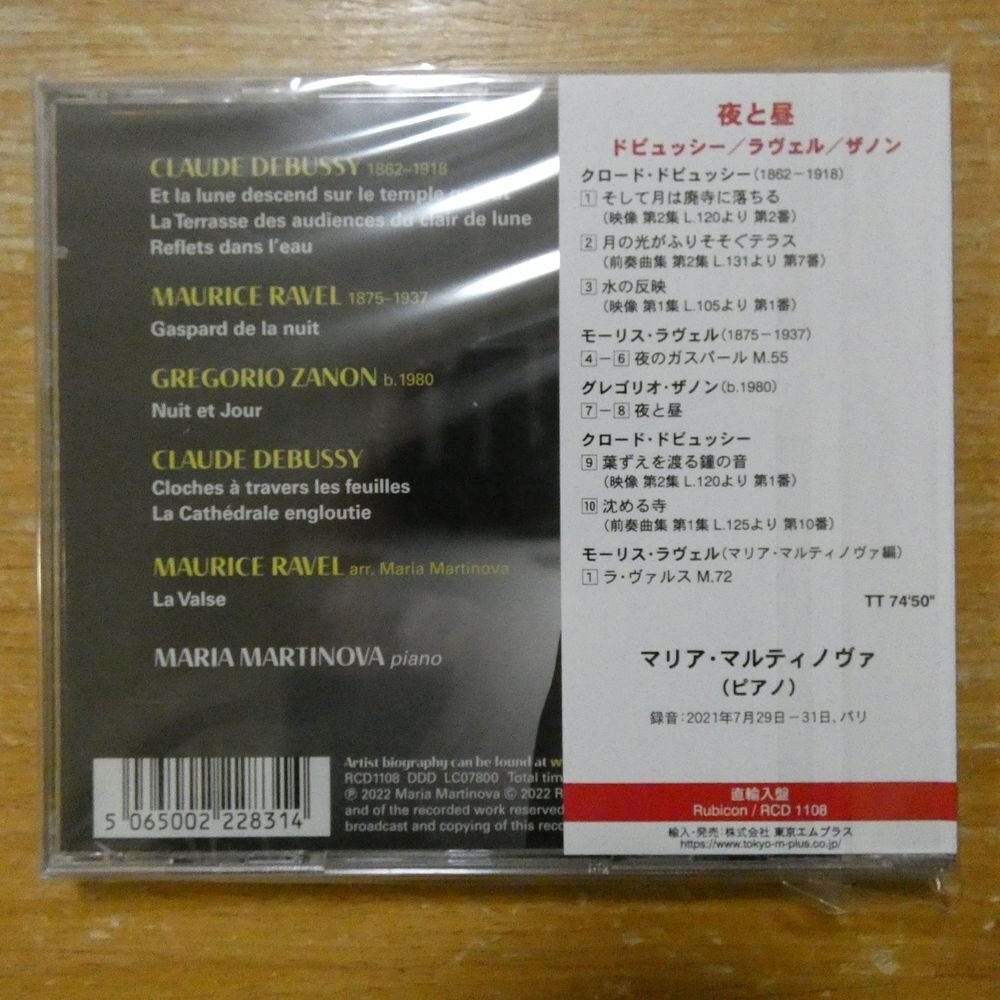 CLAUDE DEBUSSY 1862–1918
Et la lune descend sur le temple
La Terrasse des audiences du clair de lune
Reflets dans l'eau
MAURICE RAVEL 1875–1937
Gaspard de la nuit
GREGORIO ZANON b.1980
Nuit et Jour
CLAUDE DEBUSSY
Cloches à travers les feuilles
La Cathédrale engloutie
MAURICE RAVEL arr. Maria Martinova
La Valse
MARIA MARTINOVA piano
Artist biography can be found at
RCD1108 DDD LC07800 Total
℗ 2022 Maria Martinova © 2022
and of the recorded work reserved
broadcast and copying of this
5 065002 228314
夜と昼
ドビュッシー／ラヴェル／ザノン
クロード・ドビュッシー(1862－1918)
1 そして月は廃寺に落ちる
(映像 第2集 L.120より 第2番)
2 月の光がふりそそぐテラス
(前奏曲集 第2集 L.131より 第7番)
3 水の反映
(映像 第1集 L.105より 第1番)
モーリス・ラヴェル(1875－1937)
4－6 夜のガスパール M.55
グレゴリオ・ザノン(b.1980)
7－8 夜と昼
クロード・ドビュッシー
9 葉ずえを渡る鐘の音
(映像 第2集 L.120より 第1番)
10 沈める寺
(前奏曲集 第1集 L.125より 第10番)
モーリス・ラヴェル(マリア・マルティノヴァ編)
1 ラ・ヴァルス M.72
TT 74'50"
マリア・マルティノヴァ
(ピアノ)
録音：2021年7月29日－31日、パリ
直輸入盤
Rubicon / RCD 1108
輸入・発売：株式会社 東京エムプラス
https://www.tokyo-m-plus.co.jp/